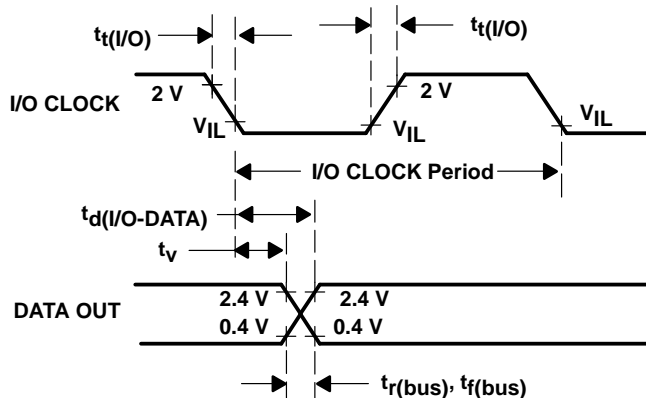 tt(I/O)
tt(I/O)
I/O CLOCK
2 V
2 V
VIL
VIL
VIL
I/O CLOCK Period
td(I/O-DATA)
tv
DATA OUT
2.4 V
2.4 V
0.4 V
0.4 V
tr(bus), tf(bus)